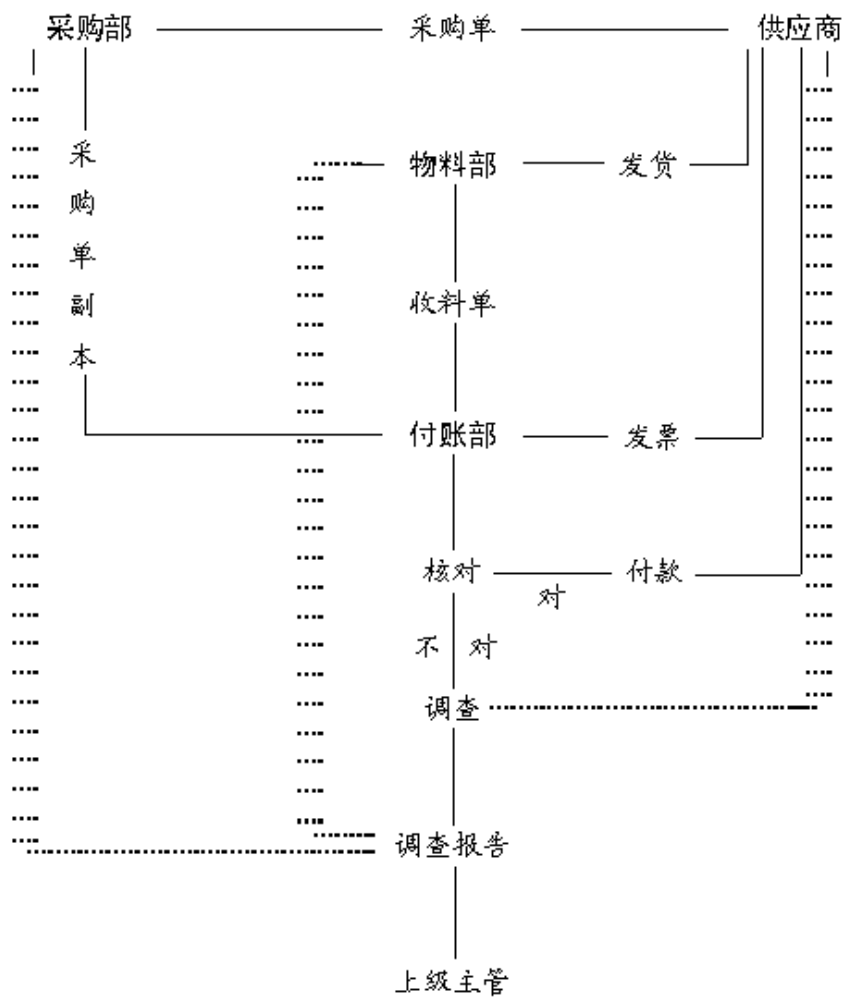 采购部 采购单 供应商
物料部 发货
采购单副本
收料单
付账部 发票
核对 付款
对
不对
调查
调查报告
上级主管